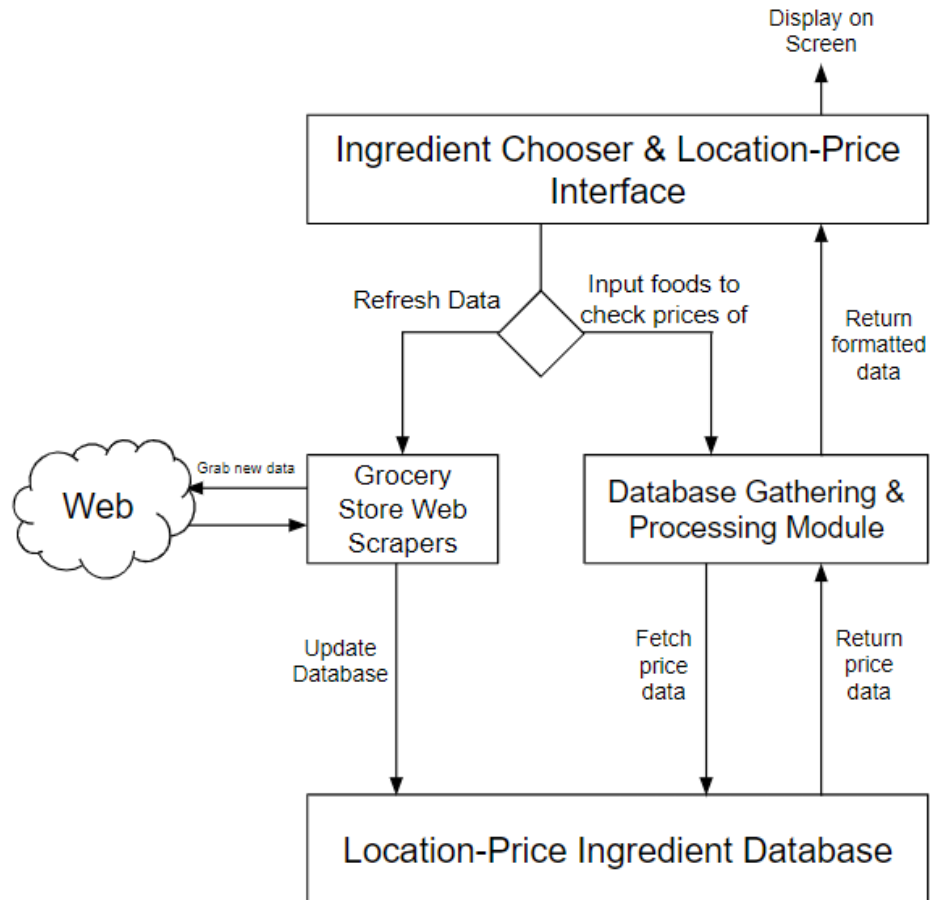 Display on
Screen
Ingredient Chooser & Location-Price
Interface
Refresh Data
Input foods to
check prices of
Return
formatted
data
Web
Grab new data
Grocery
Store Web
Scrapers
Database Gathering &
Processing Module
Update
Database
Fetch
price
data
Return
price
data
Location-Price Ingredient Database